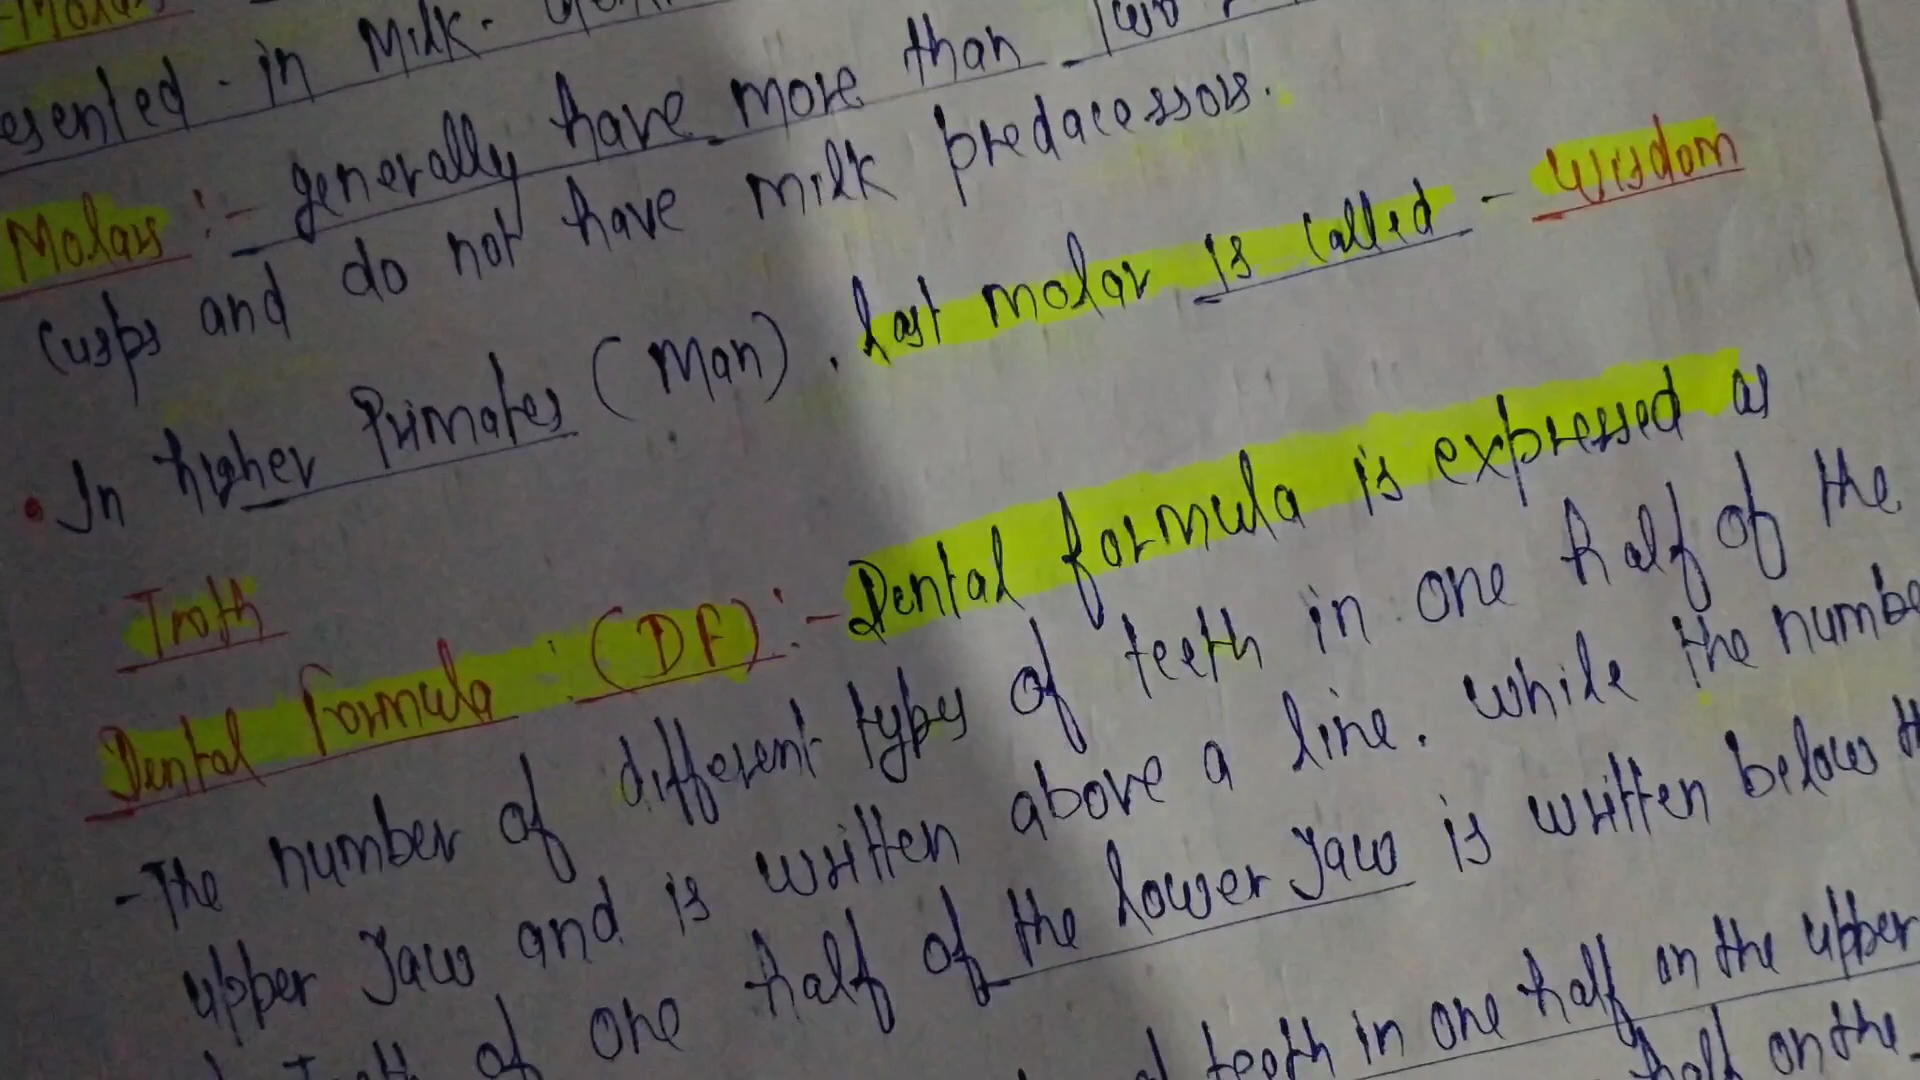 esented - in Milk.
Molars :- generally have more than Two
Cusps and do not have milk predacessors.
• In higher Primates (Man). last molar is called - Wisdom
Troth
Dental Formula : (DF) :- Dental formula is expressed as
- The number of different types of teeth in one half of the
upper Jaw and is written above a line. while the numbe
of one half of the lower Jaw is written below th
teeth in one half on the upper
half on the